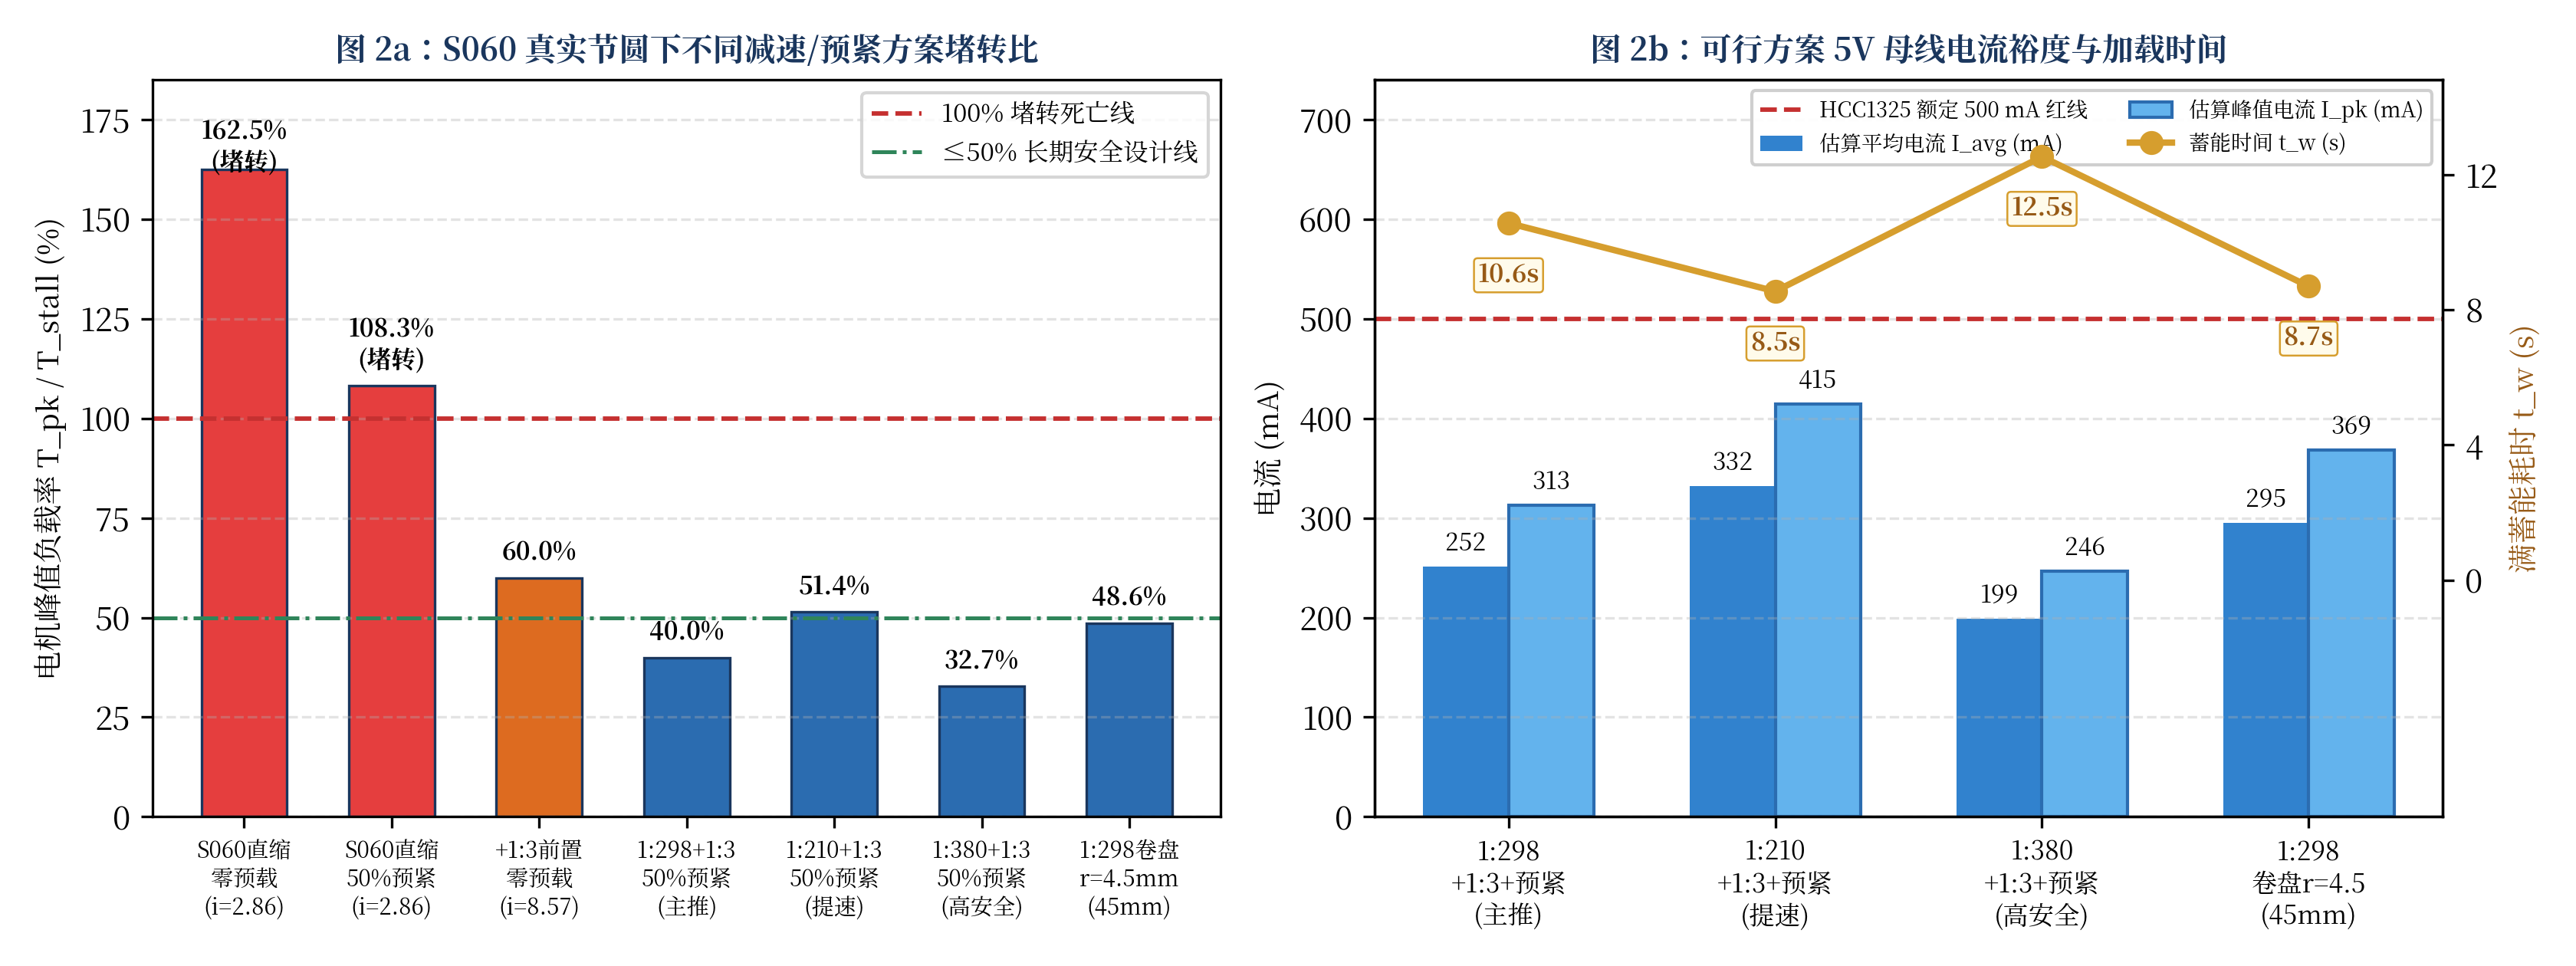 图 2a：S060 真实节圆下不同减速/预紧方案堵转比
电机峰值负载率 T_pk / T_stall (%)
175
150
125
100
75
50
25
0
100% 堵转死亡线
≤50% 长期安全设计线
162.5%
(堵转)
108.3%
(堵转)
60.0%
40.0%
51.4%
32.7%
48.6%
S060直缩
零预载
(i=2.86)
S060直缩
50%预紧
(i=2.86)
+1:3前置
零预载
(i=8.57)
1:298+1:3
50%预紧
(主推)
1:210+1:3
50%预紧
(提速)
1:380+1:3
50%预紧
(高安全)
1:298卷盘
r=4.5mm
(45mm)
图 2b：可行方案 5V 母线电流裕度与加载时间
电流 (mA)
700
600
500
400
300
200
100
0
HCC1325 额定 500 mA 红线
估算平均电流 I_avg (mA)
估算峰值电流 I_pk (mA)
蓄能时间 t_w (s)
10.6s
8.5s
12.5s
8.7s
252
313
332
415
199
246
295
369
12
8
4
0
满蓄能耗时 t_w (s)
1:298
+1:3+预紧
(主推)
1:210
+1:3+预紧
(提速)
1:380
+1:3+预紧
(高安全)
1:298
卷盘r=4.5
(45mm)